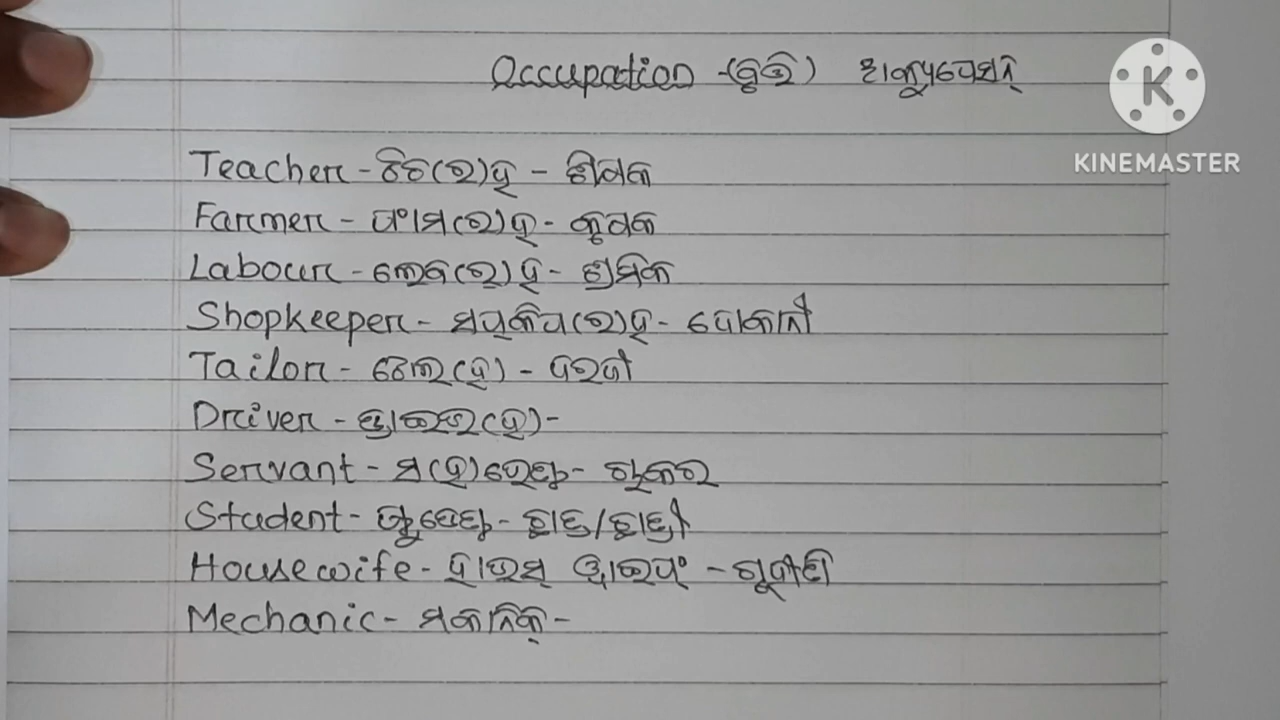 Occupation -(ବୃତ୍ତି) ଅକ୍ୟୁପେସନ୍
Teacher - ଟିଚ(ର)ର୍ - ଶିକ୍ଷକ
Farmer - ଫାମ(ର)ର୍ - କୃଷକ
Labour - ଲେବ(ର)ର୍ - ଶ୍ରମିକ
Shopkeeper - ସପ୍‌କିପ(ର)ର୍ - ଦୋକାନୀ
Tailor - ଟେଲ(ର୍) - ଦରଜୀ
Driver - ଡ୍ରାଇଭ(ର୍) -
Servant - ସ(ର୍)ଭେଣ୍ଟ - ଚାକର
Student - ଷ୍ଟୁଡେଣ୍ଟ - ଛାତ୍ର/ଛାତ୍ରୀ
Housewife - ହାଉସ୍ ୱାଇଫ୍ - ଗୃହିଣୀ
Mechanic - ମକାନିକ୍ -
KINEMASTER